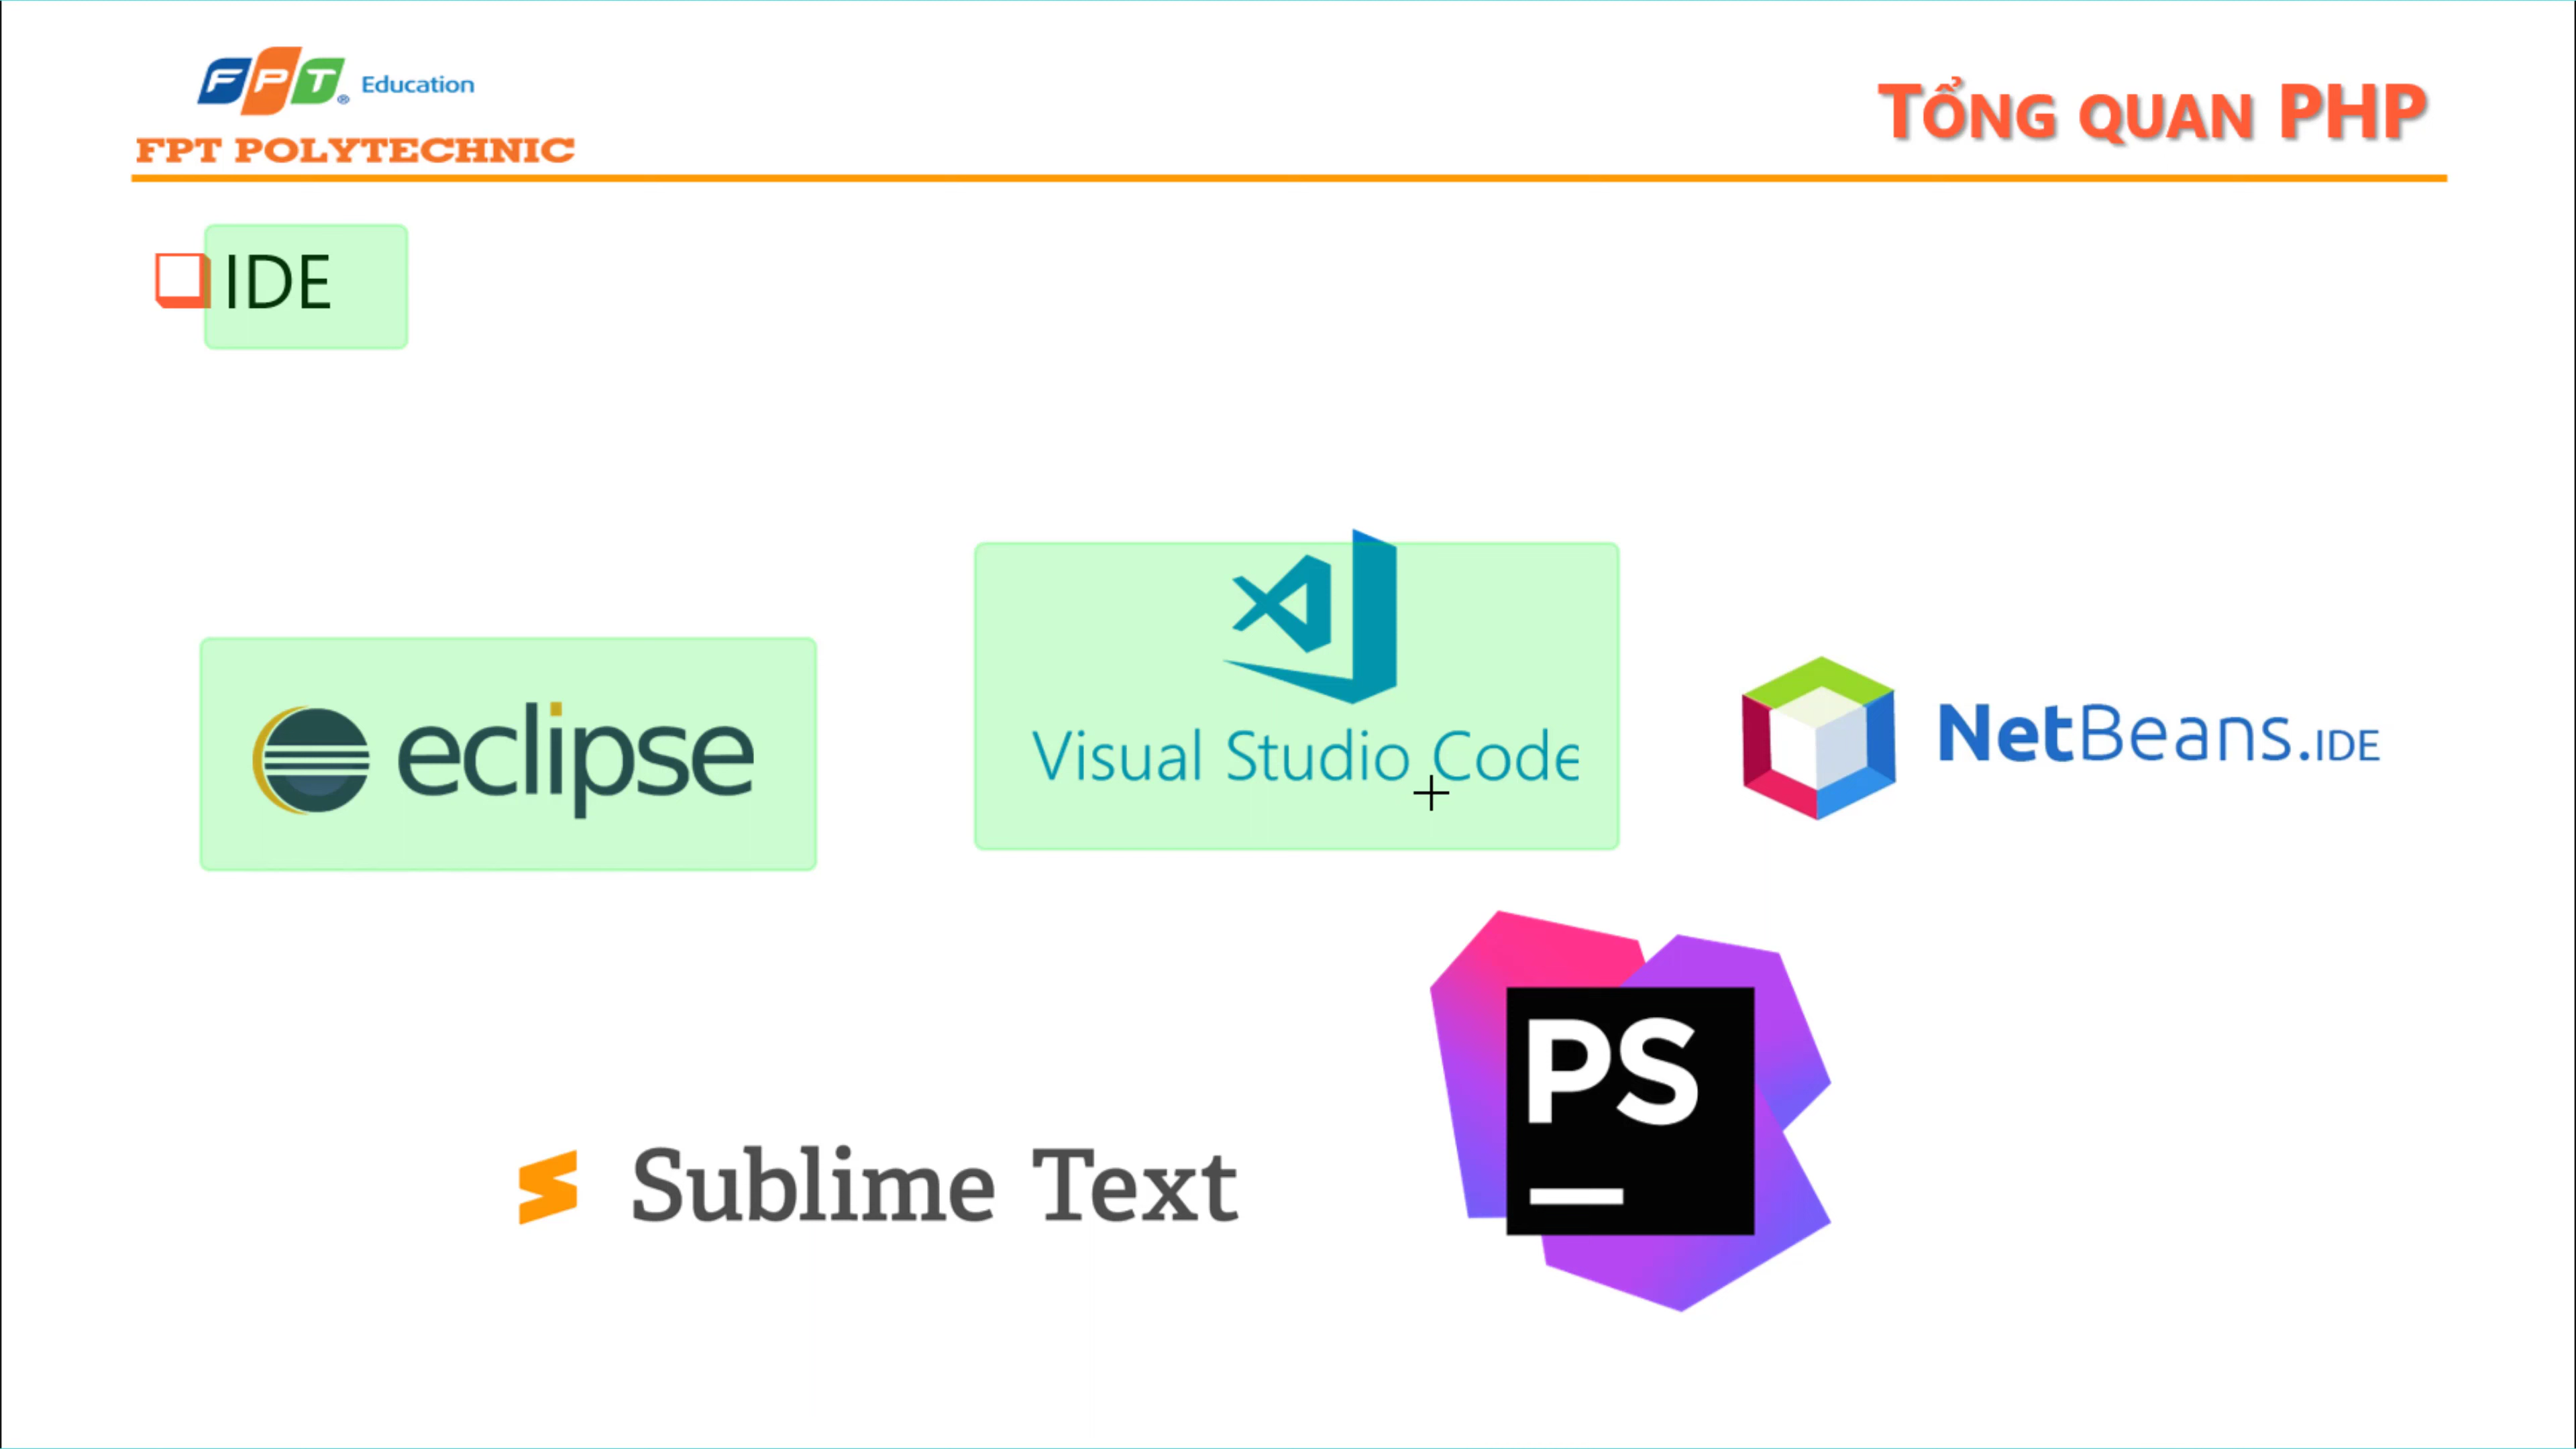 FPT® Education
FPT POLYTECHNIC
TỔNG QUAN PHP
IDE
eclipse
Visual Studio Code
NetBeans.IDE
Sublime Text
PS